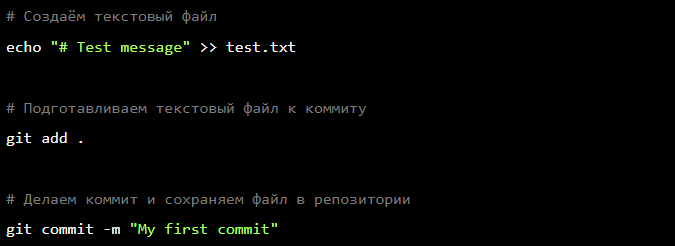 # Создаём текстовый файл
echo "# Test message" >> test.txt
# Подготавливаем текстовый файл к коммиту
git add .
# Делаем коммит и сохраняем файл в репозитории
git commit -m "My first commit"